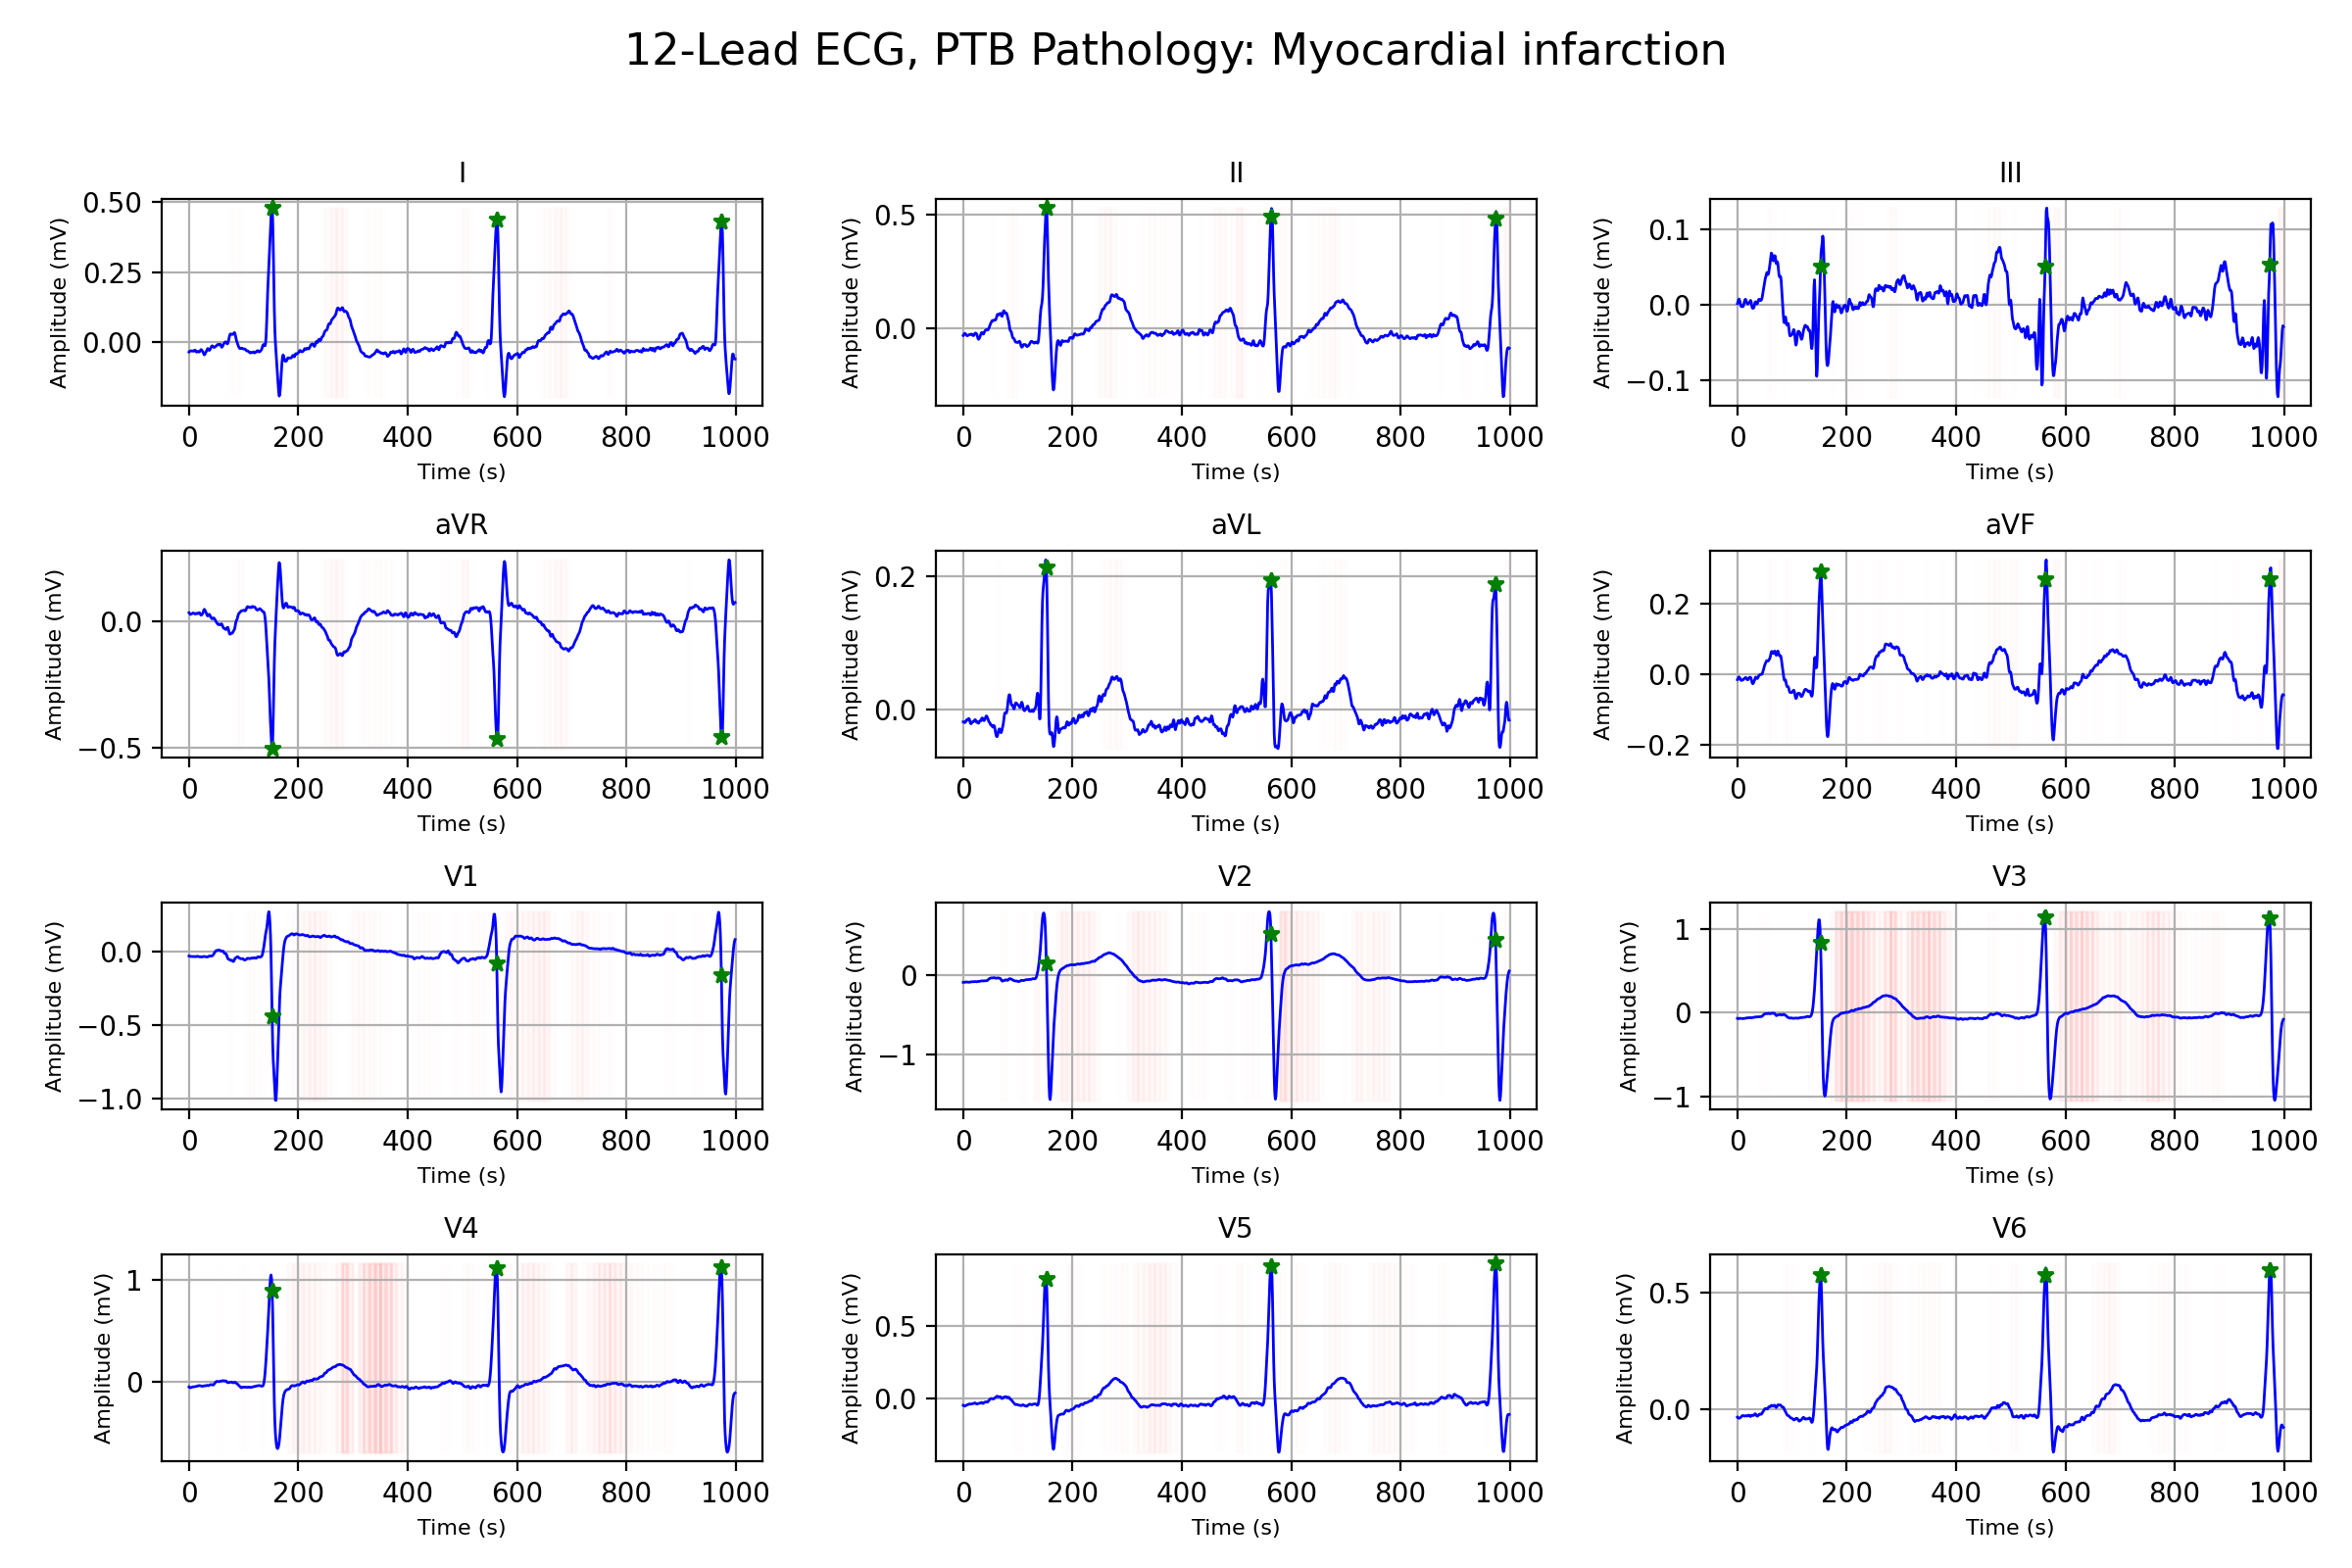 12-Lead ECG, PTB Pathology: Myocardial infarction
I
II
III
0.50
0.25
0.00
Amplitude (mV)
0 200 400 600 800 1000
Time (s)
0.5
0.0
Amplitude (mV)
0 200 400 600 800 1000
Time (s)
0.1
0.0
−0.1
Amplitude (mV)
0 200 400 600 800 1000
Time (s)
aVR
aVL
aVF
0.0
−0.5
Amplitude (mV)
0 200 400 600 800 1000
Time (s)
0.2
0.0
Amplitude (mV)
0 200 400 600 800 1000
Time (s)
0.2
0.0
−0.2
Amplitude (mV)
0 200 400 600 800 1000
Time (s)
V1
V2
V3
0.0
−0.5
−1.0
Amplitude (mV)
0 200 400 600 800 1000
Time (s)
0
−1
Amplitude (mV)
0 200 400 600 800 1000
Time (s)
1
0
−1
Amplitude (mV)
0 200 400 600 800 1000
Time (s)
V4
V5
V6
1
0
Amplitude (mV)
0 200 400 600 800 1000
Time (s)
0.5
0.0
Amplitude (mV)
0 200 400 600 800 1000
Time (s)
0.5
0.0
Amplitude (mV)
0 200 400 600 800 1000
Time (s)